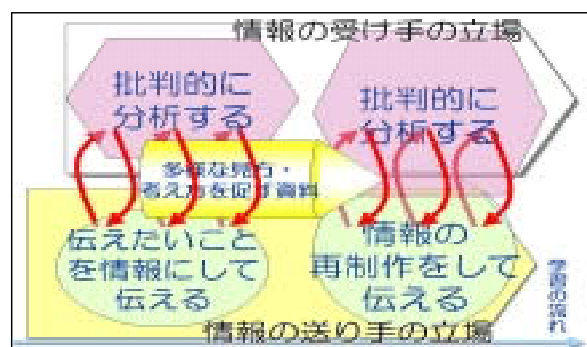 情報の受け手の立場
批判的に
分析する
批判的に
分析する
多様な見方・
考え方を促す資料
伝えたいこと
を情報にして
伝える
情報の
再制作をして
伝える
情報の送り手の立場
学習の流れ